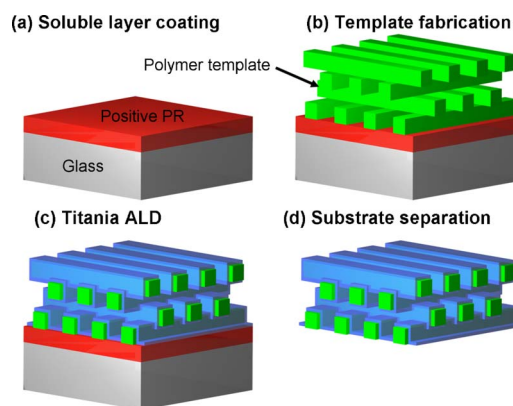 (a) Soluble layer coating
Positive PR
Glass
(b) Template fabrication
Polymer template
(c) Titania ALD
(d) Substrate separation